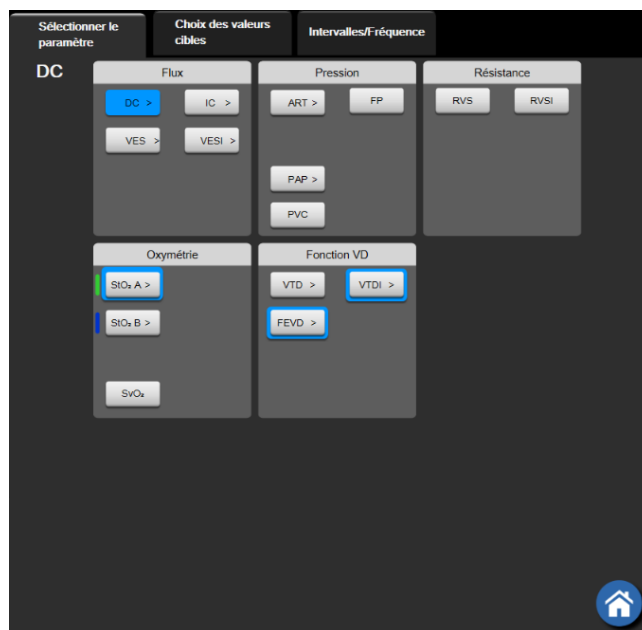 Sélectionner le
paramètre
Choix des valeurs
cibles
Intervalles/Fréquence
DC
Flux
DC >
IC >
VES >
VESI >
Pression
ART >
FP
PAP >
PVC
Résistance
RVS
RVSI
Oxymétrie
StO₂ A >
StO₂ B >
SvO₂
Fonction VD
VTD >
VTDI >
FEVD >